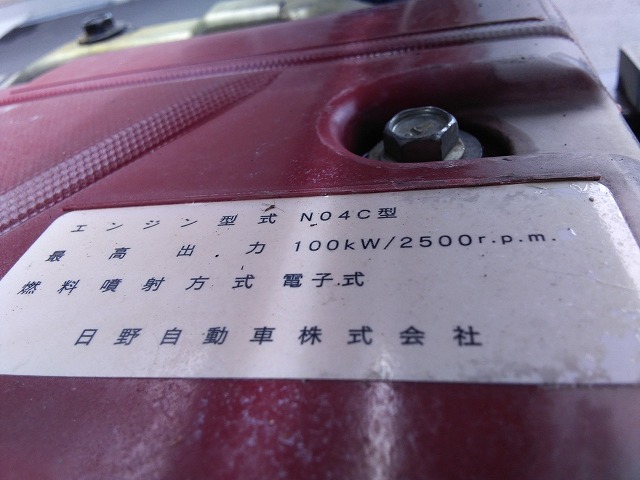 エンジン型式 N04C型
最高出力 100kW/2500r.p.m.
燃料噴射方式 電子式
日野自動車株式会社